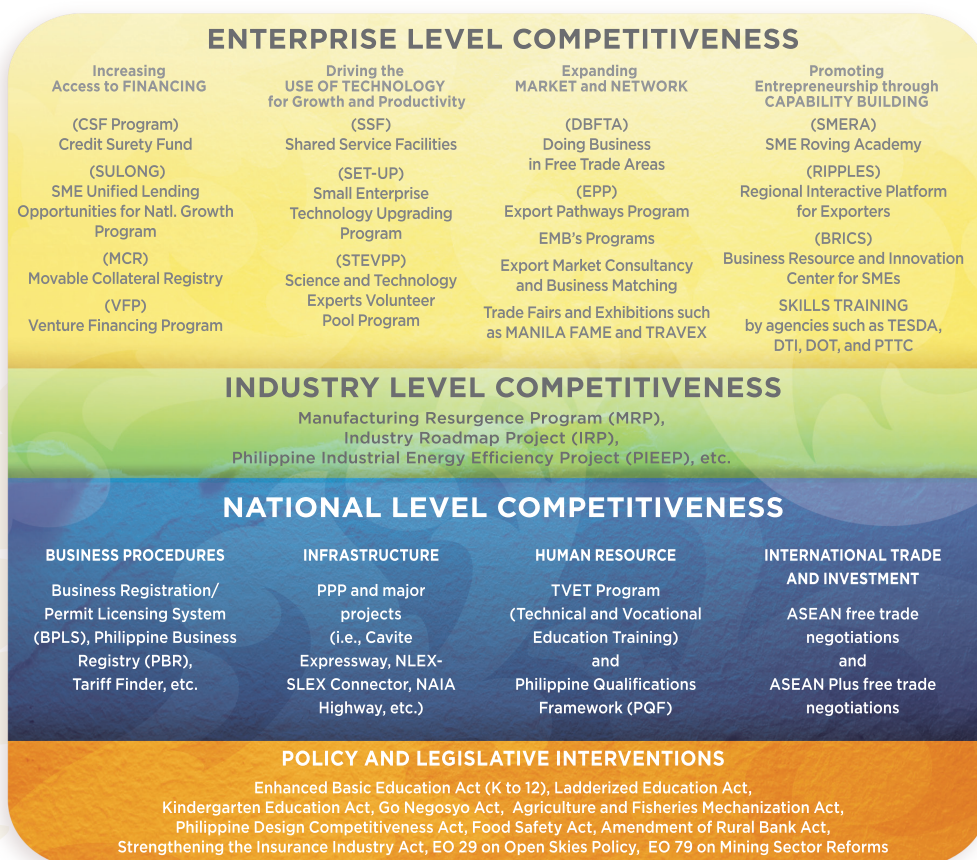 ENTERPRISE LEVEL COMPETITIVENESS
Increasing
Access to FINANCING
(CSF Program)
Credit Surety Fund
(SULONG)
SME Unified Lending
Opportunities for Natl. Growth
Program
(MCR)
Movable Collateral Registry
(VFP)
Venture Financing Program
Driving the
USE OF TECHNOLOGY
for Growth and Productivity
(SSF)
Shared Service Facilities
(SET-UP)
Small Enterprise
Technology Upgrading
Program
(STEVPP)
Science and Technology
Experts Volunteer
Pool Program
Expanding
MARKET and NETWORK
(DBFTA)
Doing Business
in Free Trade Areas
(EPP)
Export Pathways Program
EMB's Programs
Export Market Consultancy
and Business Matching
Trade Fairs and Exhibitions such
as MANILA FAME and TRAVEX
Promoting
Entrepreneurship through
CAPABILITY BUILDING
(SMERA)
SME Roving Academy
(RIPPLES)
Regional Interactive Platform
for Exporters
(BRICS)
Business Resource and Innovation
Center for SMEs
SKILLS TRAINING
by agencies such as TESDA,
DTI, DOT, and PTTC
INDUSTRY LEVEL COMPETITIVENESS
Manufacturing Resurgence Program (MRP),
Industry Roadmap Project (IRP),
Philippine Industrial Energy Efficiency Project (PIEEP), etc.
NATIONAL LEVEL COMPETITIVENESS
BUSINESS PROCEDURES
Business Registration/
Permit Licensing System
(BPLS), Philippine Business
Registry (PBR),
Tariff Finder, etc.
INFRASTRUCTURE
PPP and major
projects
(i.e., Cavite
Expressway, NLEX-
SLEX Connector, NAIA
Highway, etc.)
HUMAN RESOURCE
TVET Program
(Technical and Vocational
Education Training)
and
Philippine Qualifications
Framework (PQF)
INTERNATIONAL TRADE
AND INVESTMENT
ASEAN free trade
negotiations
and
ASEAN Plus free trade
negotiations
POLICY AND LEGISLATIVE INTERVENTIONS
Enhanced Basic Education Act (K to 12), Ladderized Education Act,
Kindergarten Education Act, Go Negosyo Act, Agriculture and Fisheries Mechanization Act,
Philippine Design Competitiveness Act, Food Safety Act, Amendment of Rural Bank Act,
Strengthening the Insurance Industry Act, EO 29 on Open Skies Policy, EO 79 on Mining Sector Reforms